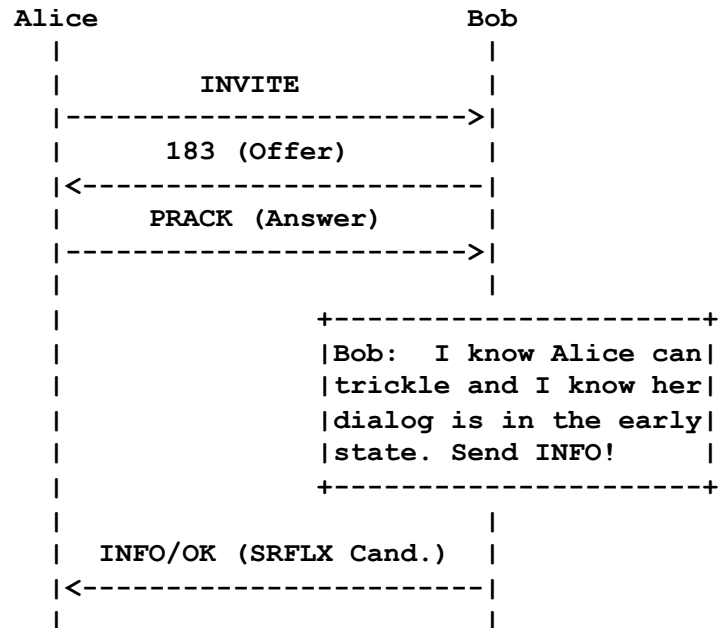 Alice Bob
INVITE
183 (Offer)
PRACK (Answer)
Bob: I know Alice can
trickle and I know her
dialog is in the early
state. Send INFO!
INFO/OK (SRFLX Cand.)